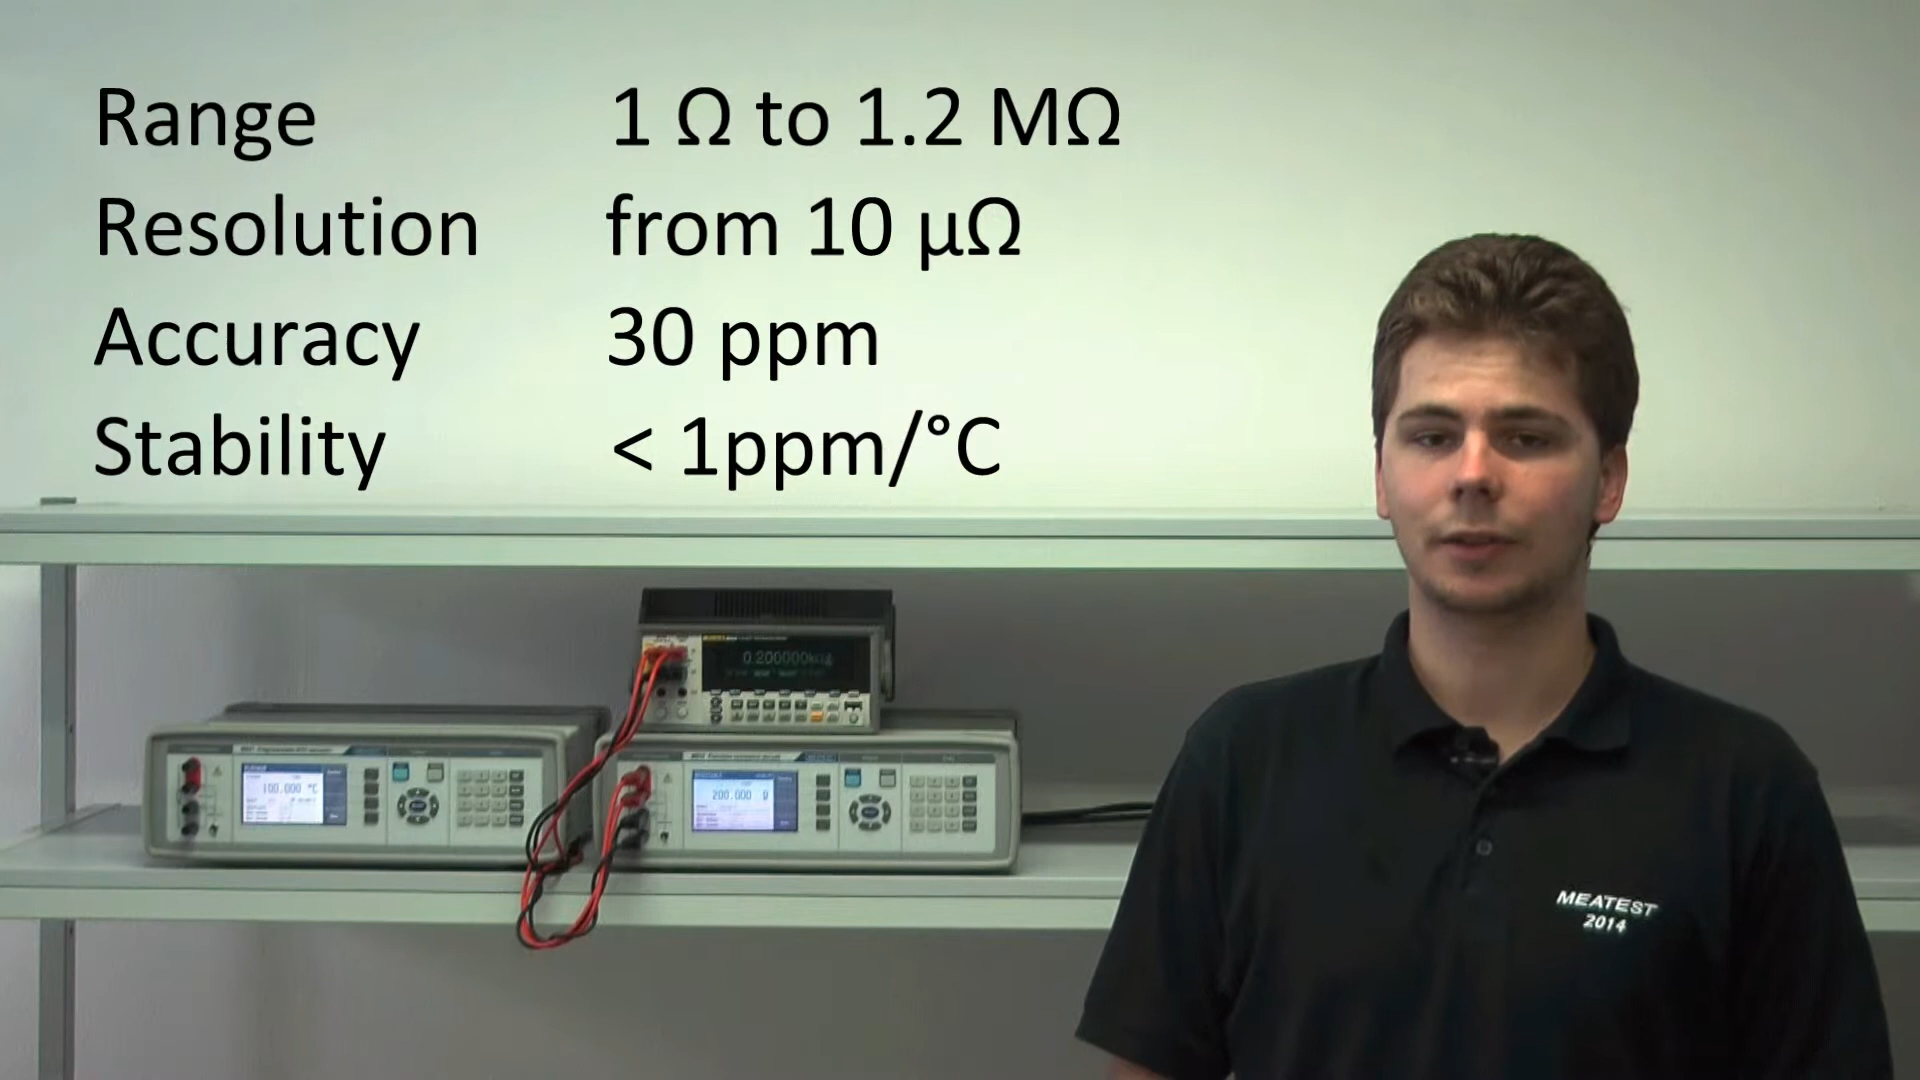 Range 1 Ω to 1.2 MΩ
Resolution from 10 µΩ
Accuracy 30 ppm
Stability < 1ppm/°C
0.200000kΩ
100.000 °C
200.000 Ω
MEATEST
2014